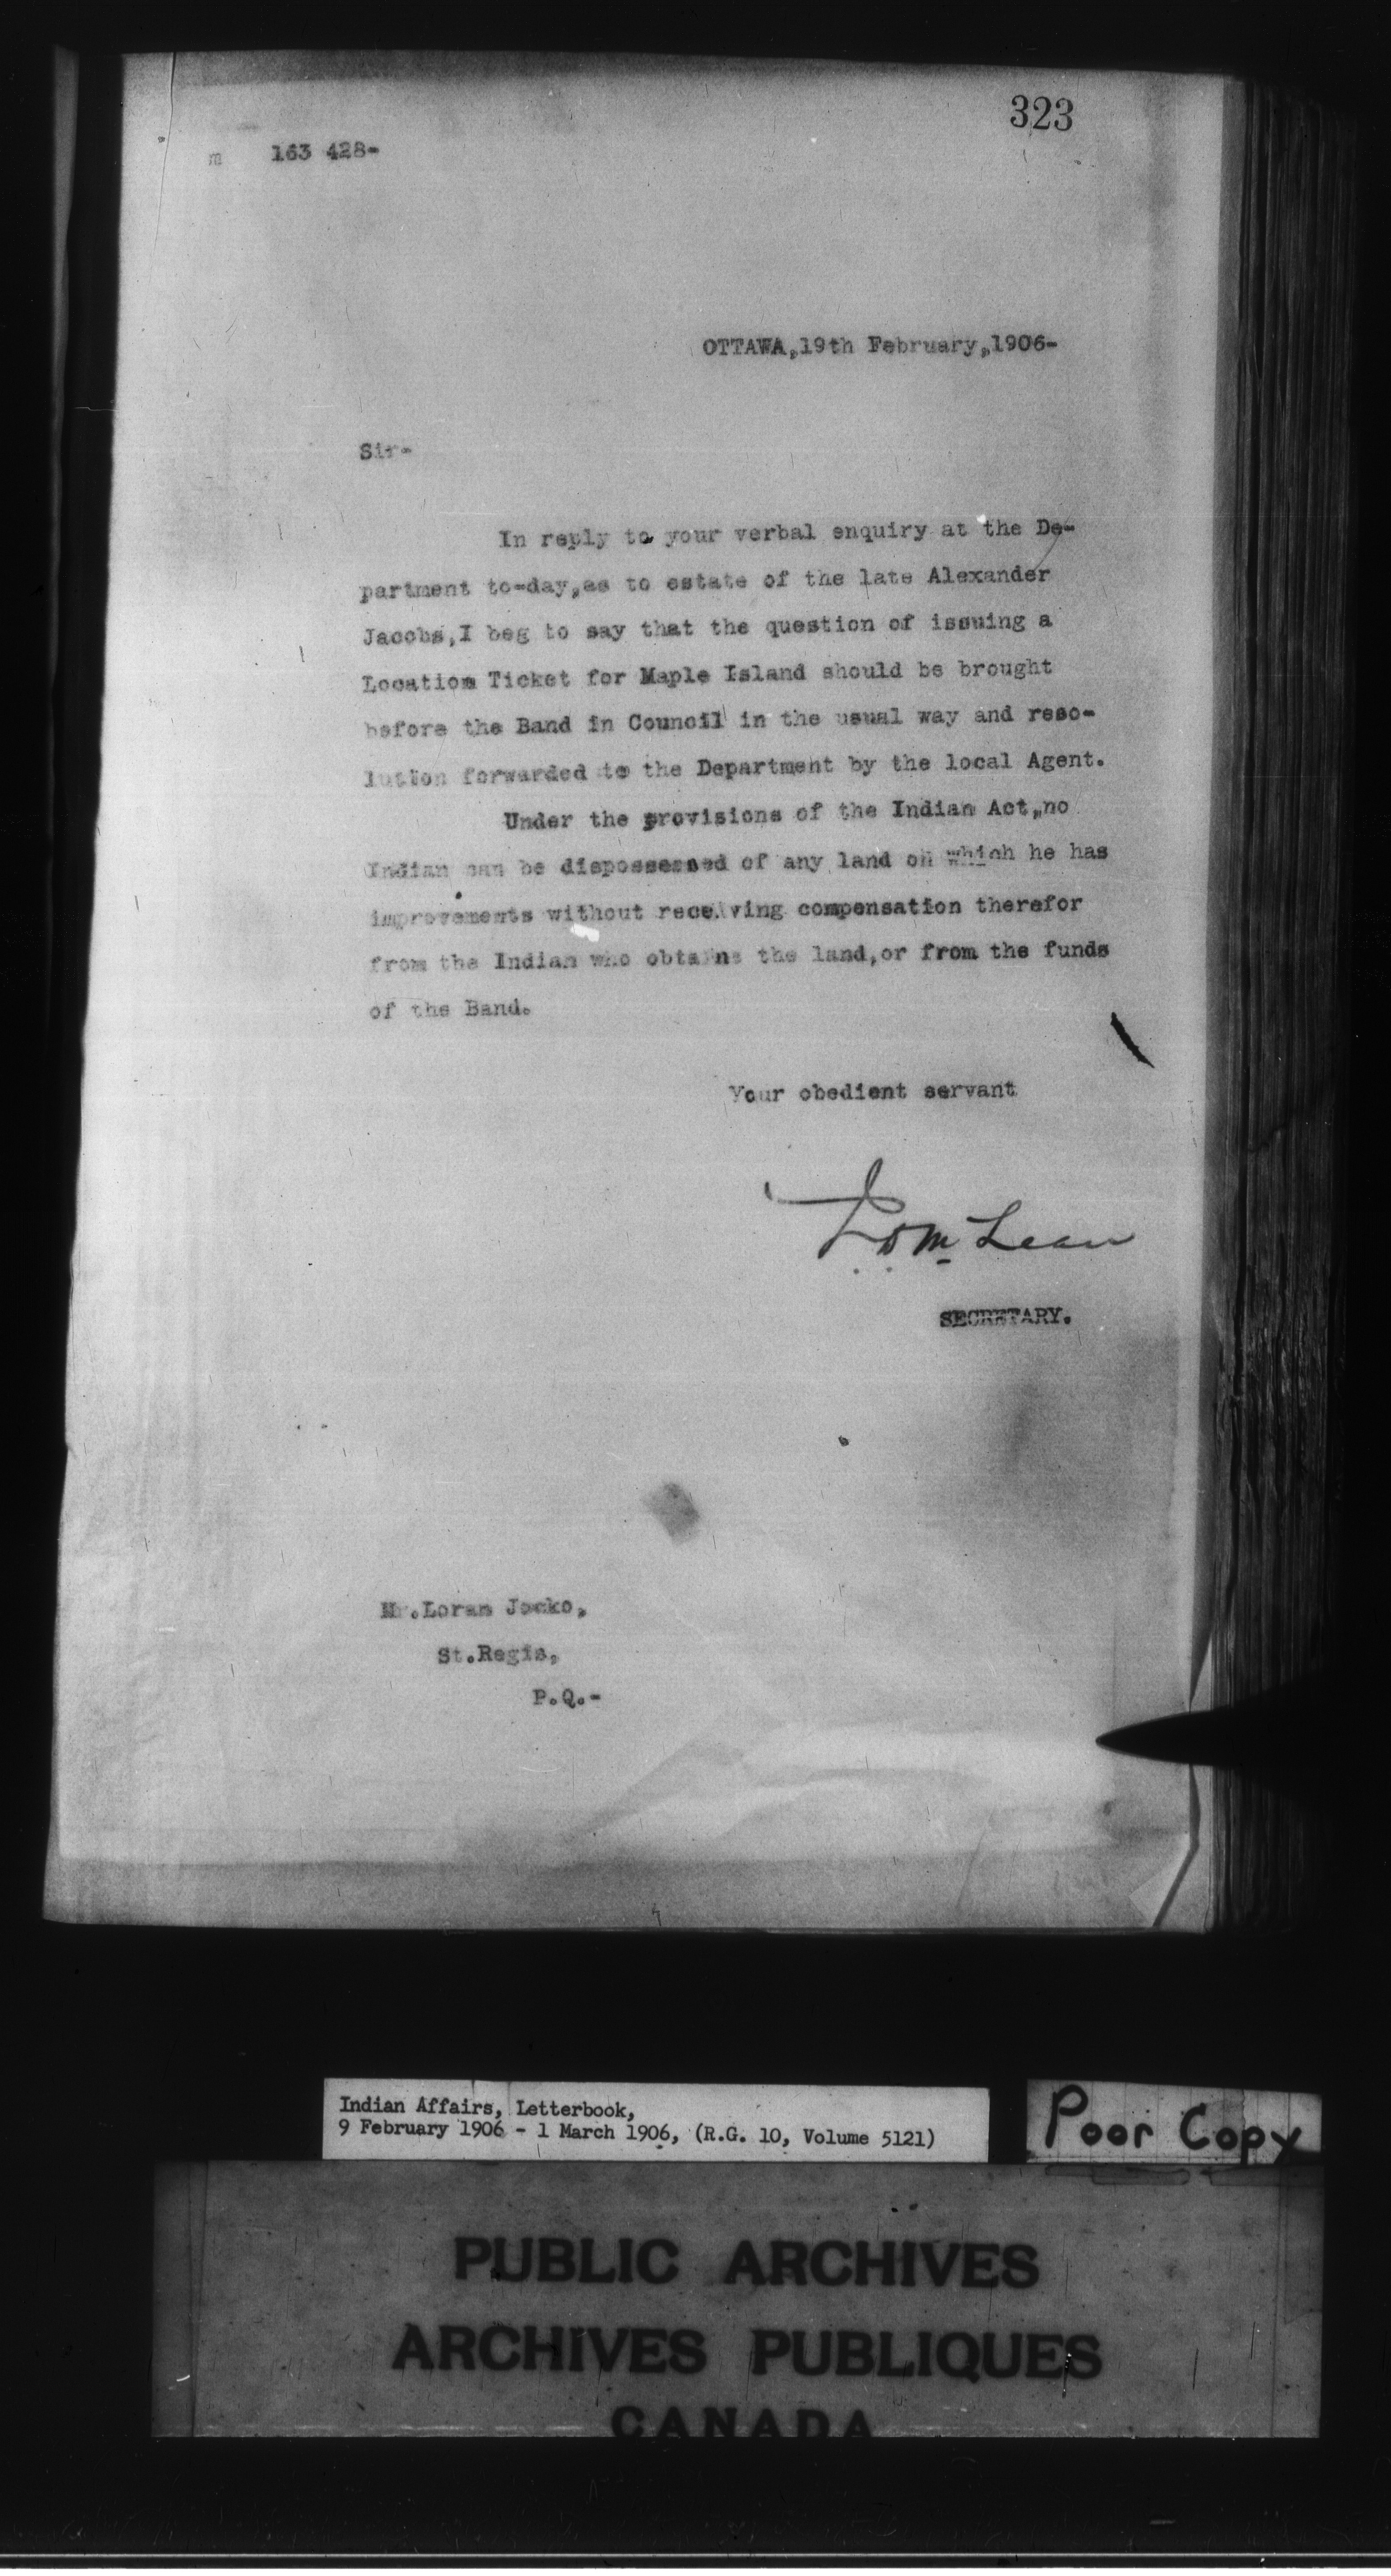 323
m 163 428-
OTTAWA,19th February,1906-
Sir-
In reply to your verbal enquiry at the De-
partment to-day,as to estate of the late Alexander
Jacobs,I beg to say that the question of issuing a
Location Ticket for Maple Island should be brought
before the Band in Council in the usual way and reso-
lution forwarded to the Department by the local Agent.
Under the provisions of the Indian Act,no
Indian can be dispossessed of any land on which he has
improvements without receiving compensation therefor
from the Indian who obtains the land,or from the funds
of the Band.
Your obedient servant
J D McLean
SECRETARY.
Mr.Loran Jocko,
St.Regis,
P.Q.-
Indian Affairs, Letterbook,
9 February 1906 - 1 March 1906, (R.G. 10, Volume 5121)
Poor Copy
PUBLIC ARCHIVES
ARCHIVES PUBLIQUES
CANADA